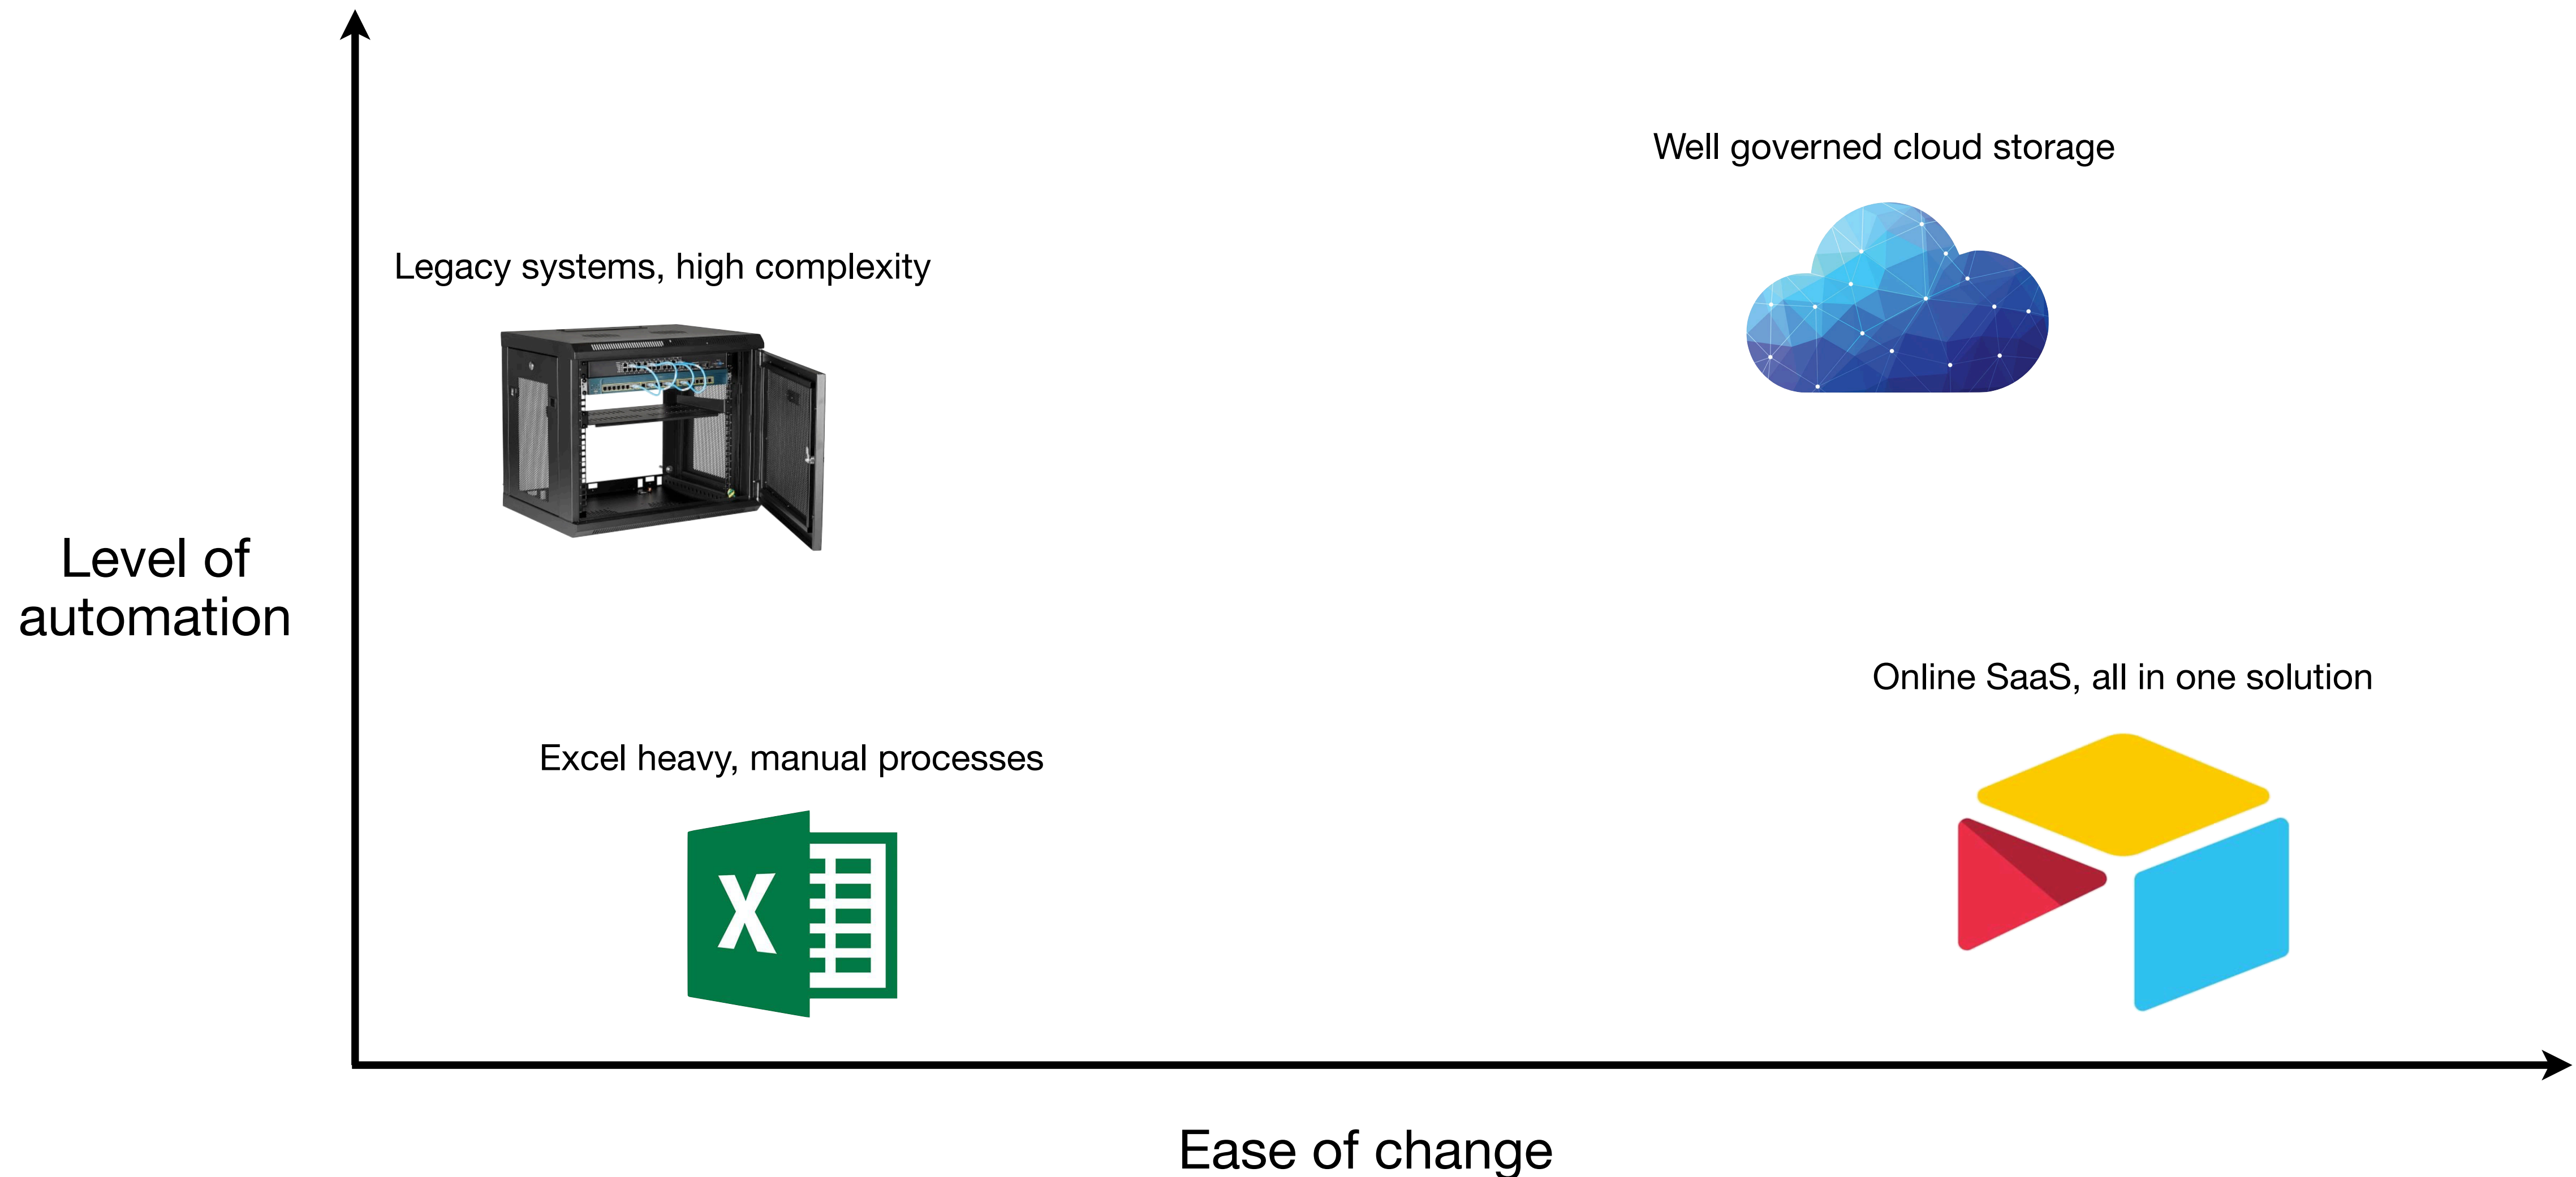 Well governed cloud storage
Legacy systems, high complexity
Level of
automation
Online SaaS, all in one solution
Excel heavy, manual processes
X
Ease of change